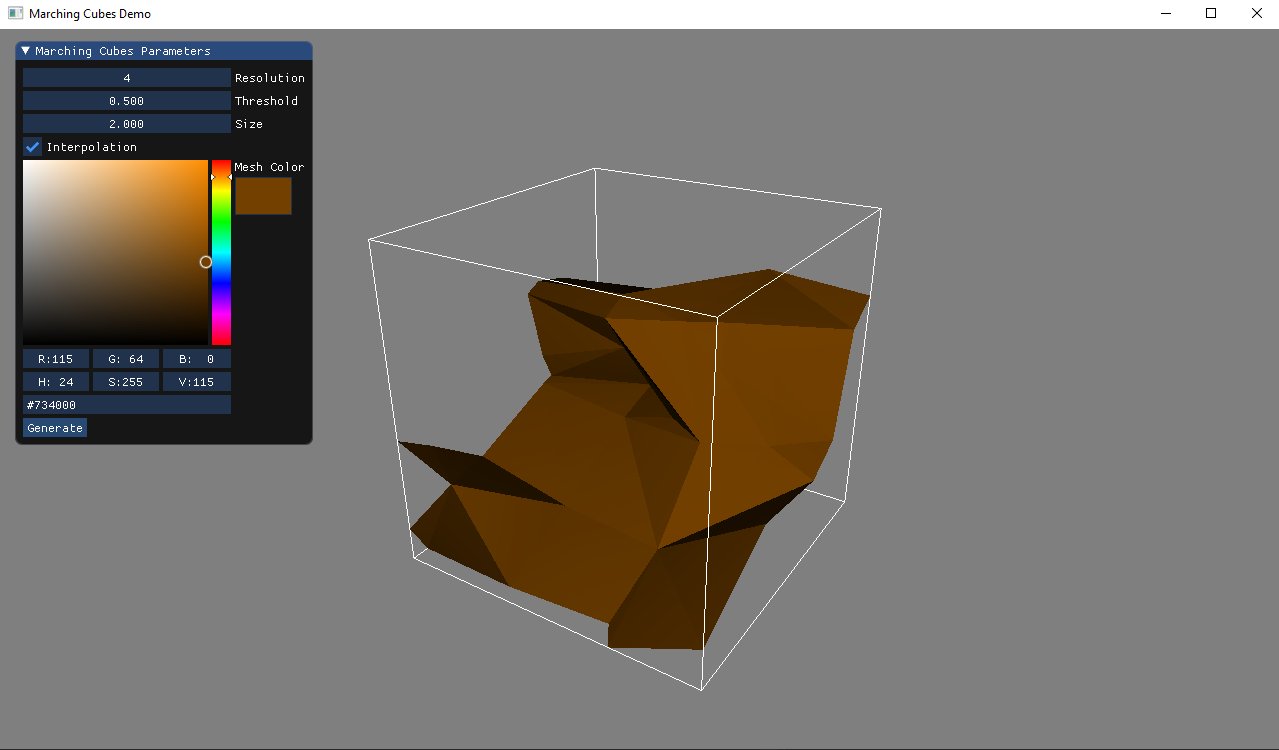 Marching Cubes Demo
Marching Cubes Parameters
4 Resolution
0.500 Threshold
2.000 Size
Interpolation
Mesh Color
R:115 G: 64 B:  0
H: 24 S:255 V:115
#734000
Generate